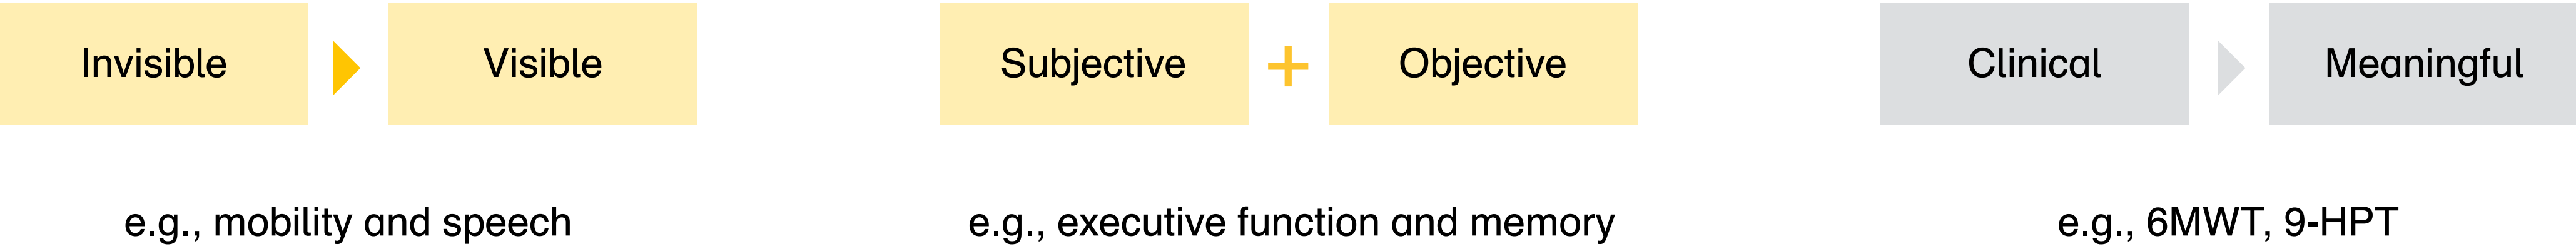 Invisible
Visible
Subjective + Objective
Clinical
Meaningful
e.g., mobility and speech
e.g., executive function and memory
e.g., 6MWT, 9-HPT